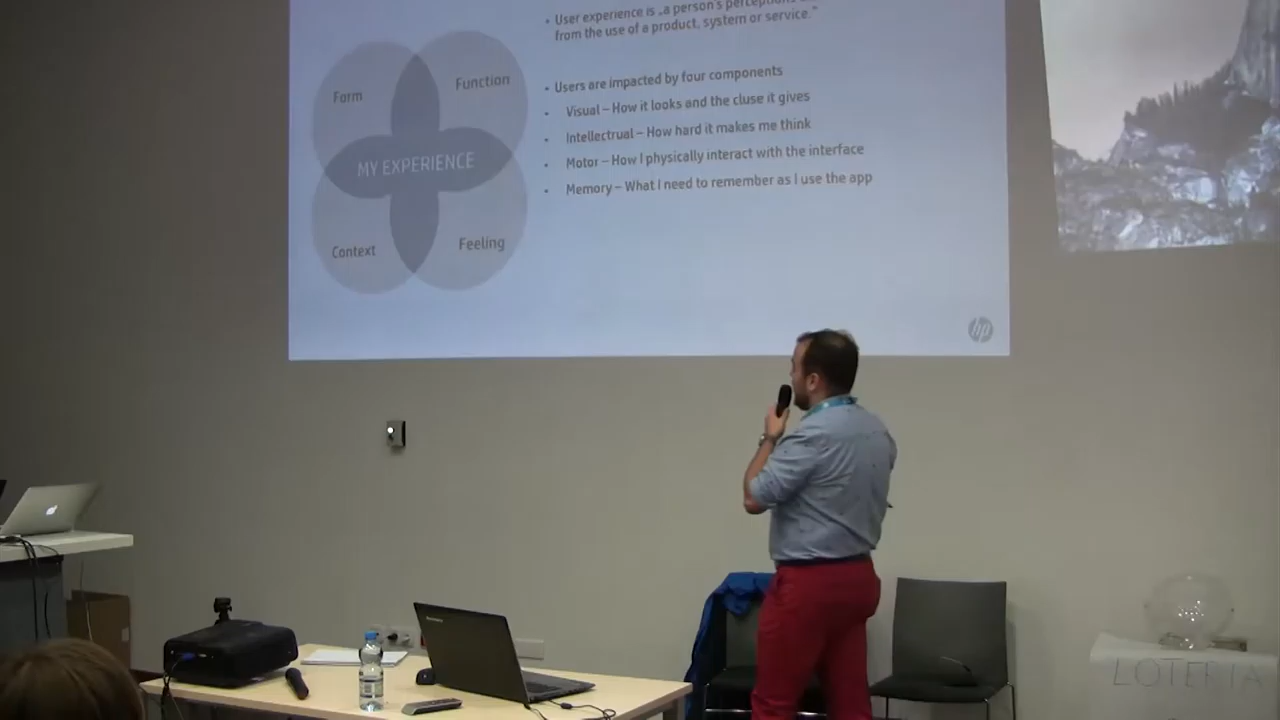 • User experience is „a person's perceptions
from the use of a product, system or service."
• Users are impacted by four components
• Visual – How it looks and the cluse it gives
• Intellectrual – How hard it makes me think
• Motor – How I physically interact with the interface
• Memory – What I need to remember as I use the app
Form
Function
MY EXPERIENCE
Context
Feeling
hp
LOTERIA